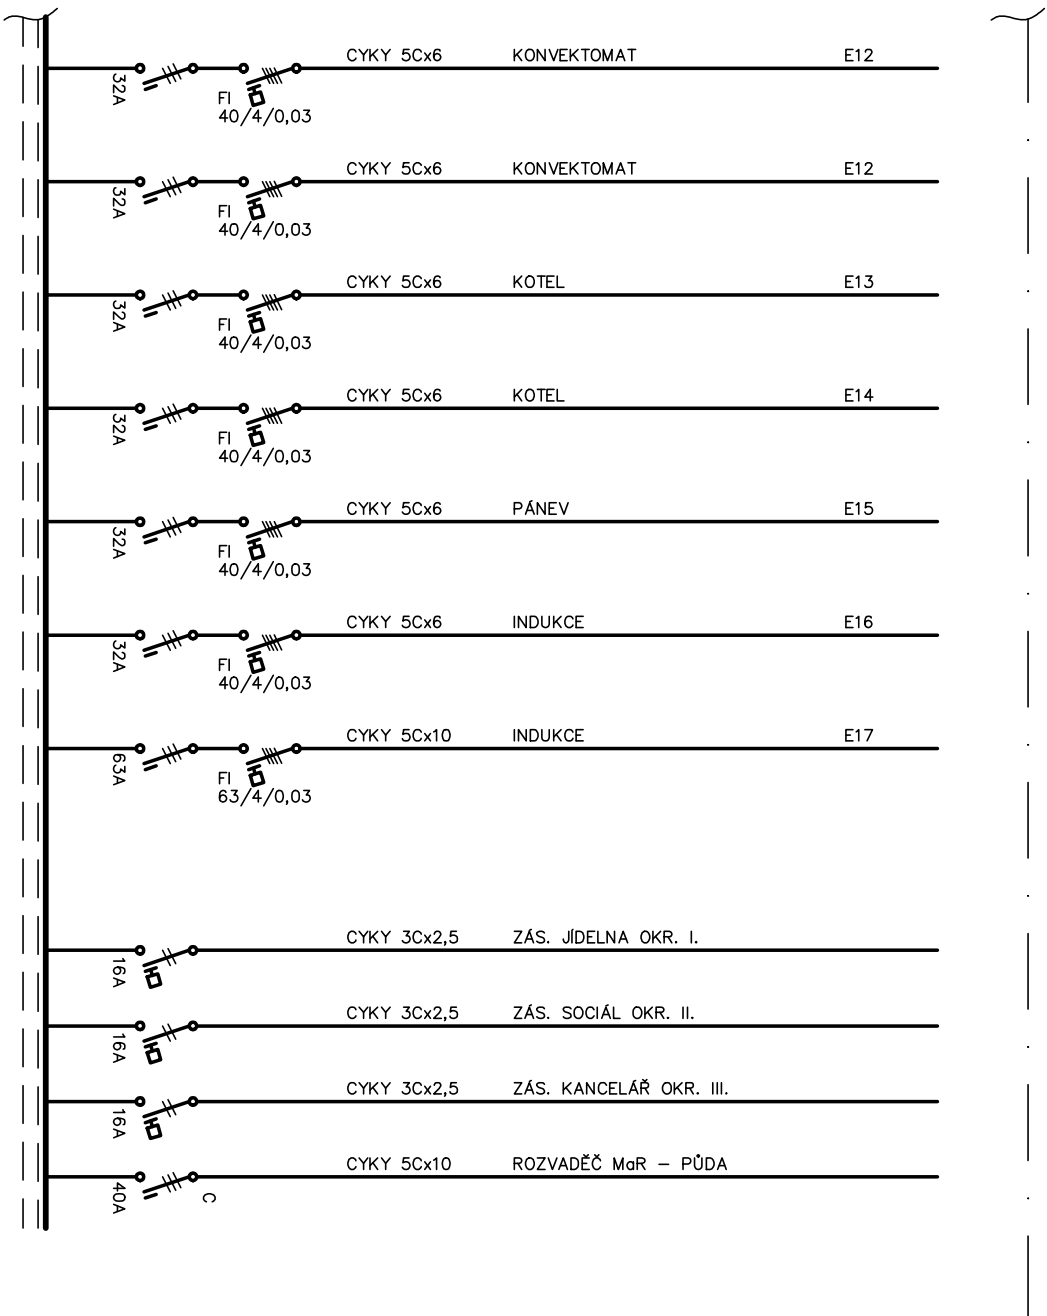 CYKY 5Cx6 KONVEKTOMAT E12
32A
FI
40/4/0,03
CYKY 5Cx6 KONVEKTOMAT E12
32A
FI
40/4/0,03
CYKY 5Cx6 KOTEL E13
32A
FI
40/4/0,03
CYKY 5Cx6 KOTEL E14
32A
FI
40/4/0,03
CYKY 5Cx6 PÁNEV E15
32A
FI
40/4/0,03
CYKY 5Cx6 INDUKCE E16
32A
FI
40/4/0,03
CYKY 5Cx10 INDUKCE E17
63A
FI
63/4/0,03
CYKY 3Cx2,5 ZÁS. JÍDELNA OKR. I.
16A
CYKY 3Cx2,5 ZÁS. SOCIÁL OKR. II.
16A
CYKY 3Cx2,5 ZÁS. KANCELÁŘ OKR. III.
16A
CYKY 5Cx10 ROZVADĚČ MaR – PŮDA
40A
C